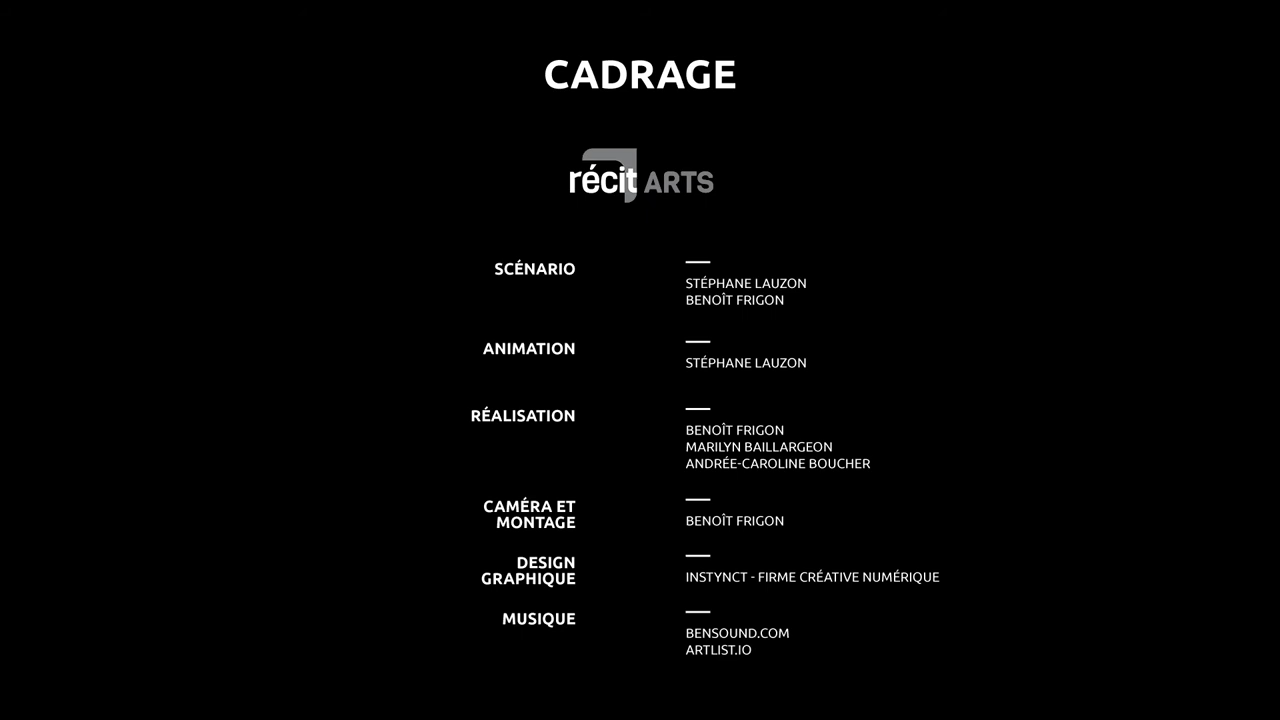 CADRAGE
récit ARTS
SCÉNARIO
STÉPHANE LAUZON
BENOÎT FRIGON
ANIMATION
STÉPHANE LAUZON
RÉALISATION
BENOÎT FRIGON
MARILYN BAILLARGEON
ANDRÉE-CAROLINE BOUCHER
CAMÉRA ET
MONTAGE
BENOÎT FRIGON
DESIGN
GRAPHIQUE
INSTYNCT - FIRME CRÉATIVE NUMÉRIQUE
MUSIQUE
BENSOUND.COM
ARTLIST.IO